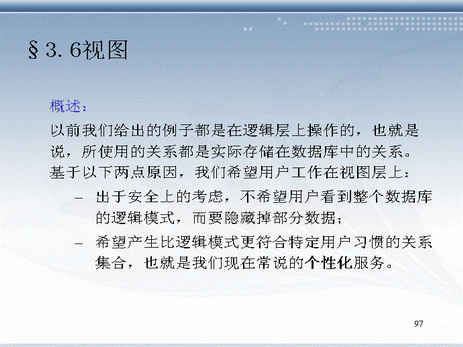 §3.6视图
概述：
以前我们给出的例子都是在逻辑层上操作的，也就是
说，所使用的关系都是实际存储在数据库中的关系。
基于以下两点原因，我们希望用户工作在视图层上：
– 出于安全上的考虑，不希望用户看到整个数据库
的逻辑模式，而要隐藏掉部分数据；
– 希望产生比逻辑模式更符合特定用户习惯的关系
集合，也就是我们现在常说的个性化服务。
97